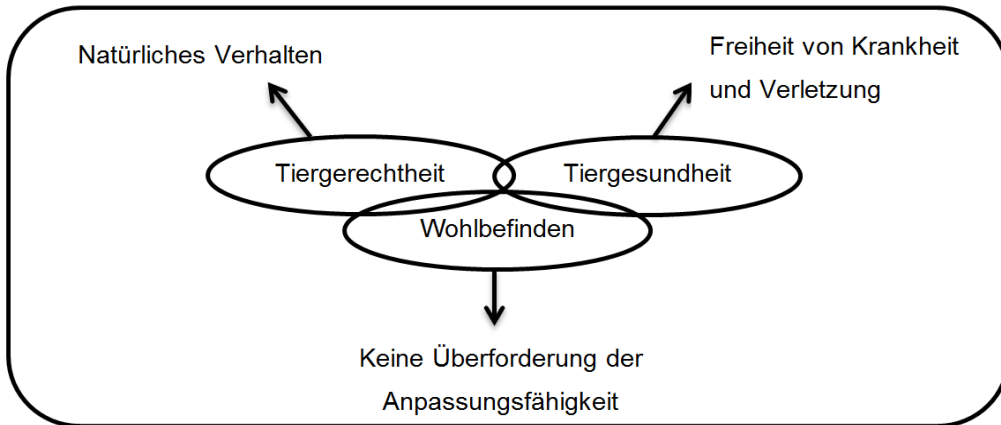 Natürliches Verhalten
Freiheit von Krankheit
und Verletzung
Tiergerechtheit
Tiergesundheit
Wohlbefinden
Keine Überforderung der
Anpassungsfähigkeit